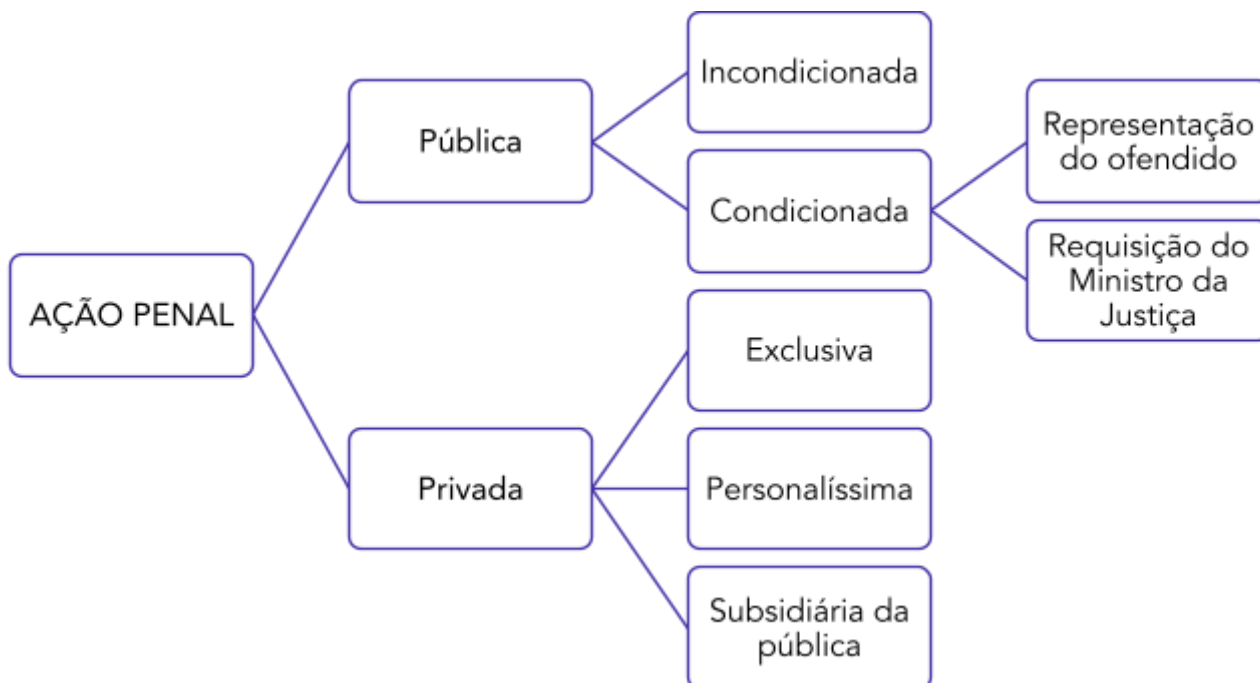 AÇÃO PENAL
Pública
Incondicionada
Condicionada
Representação
do ofendido
Requisição do
Ministro da
Justiça
Privada
Exclusiva
Personalíssima
Subsidiária da
pública